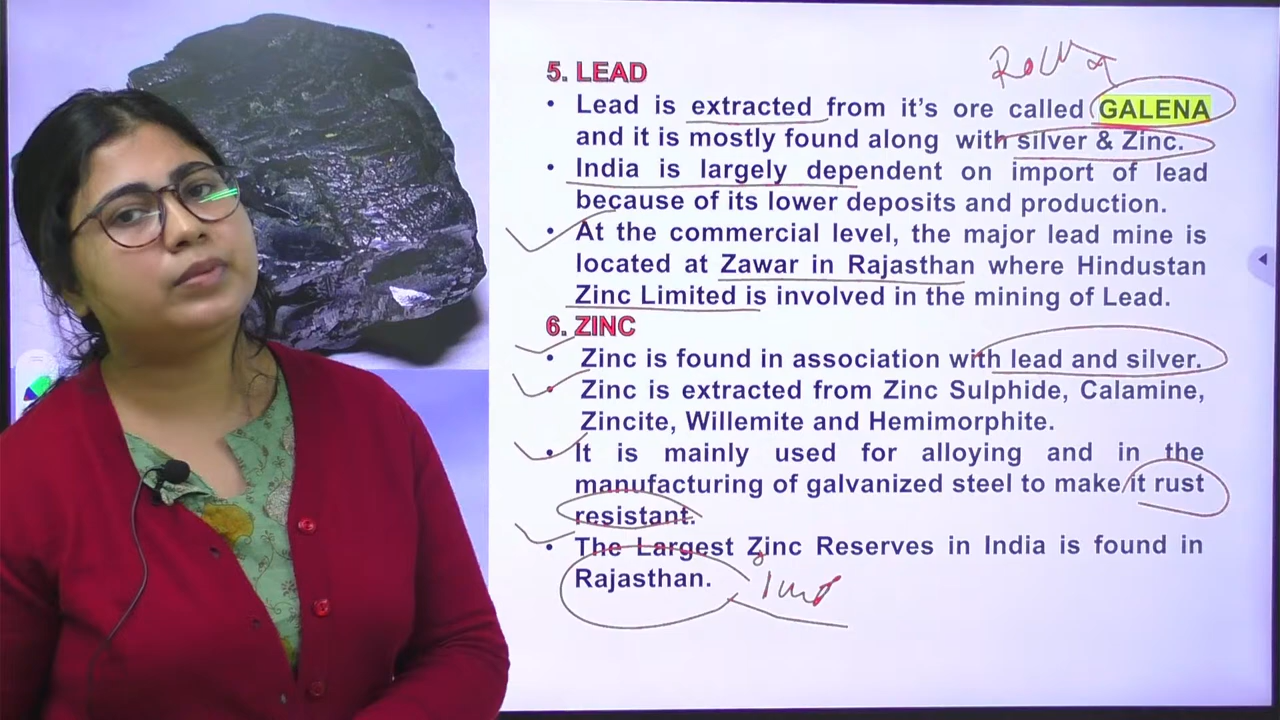 5. LEAD
• Lead is extracted from it's ore called GALENA
and it is mostly found along with silver & Zinc.
• India is largely dependent on import of lead
because of its lower deposits and production.
• At the commercial level, the major lead mine is
located at Zawar in Rajasthan where Hindustan
Zinc Limited is involved in the mining of Lead.
6. ZINC
• Zinc is found in association with lead and silver.
• Zinc is extracted from Zinc Sulphide, Calamine,
Zincite, Willemite and Hemimorphite.
• It is mainly used for alloying and in the
manufacturing of galvanized steel to make it rust
resistant.
• The Largest Zinc Reserves in India is found in
Rajasthan.